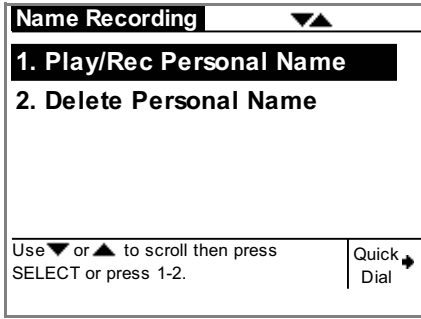 Name Recording ▼▲
1. Play/Rec Personal Name
2. Delete Personal Name
Use ▼ or ▲ to scroll then press
SELECT or press 1-2.
Quick
Dial